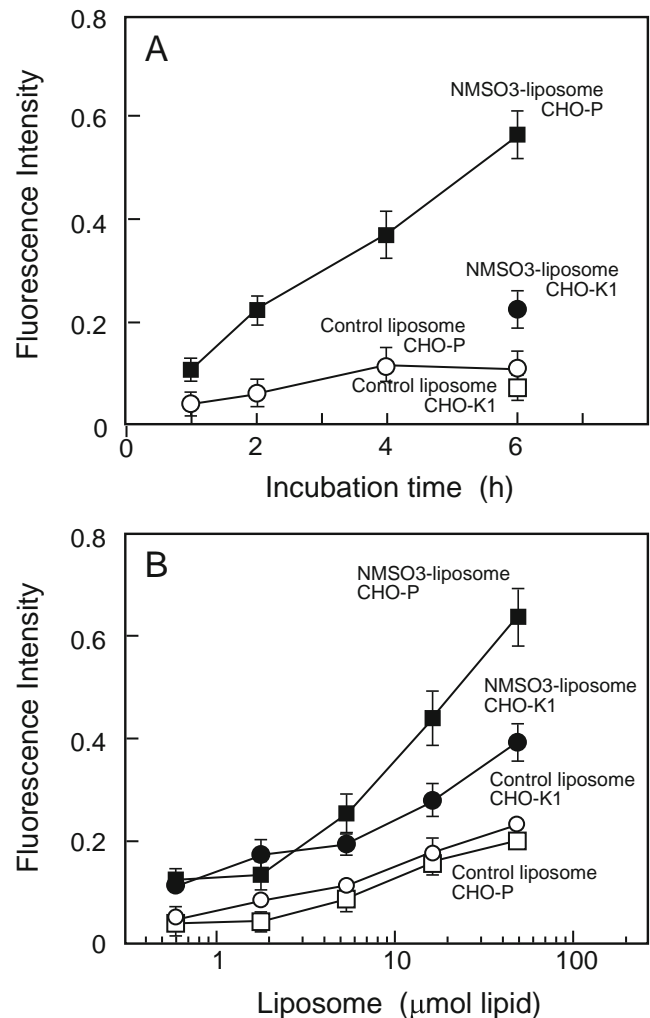 A
0.8
0.6
0.4
0.2
0
Fluorescence Intensity
NMSO3-liposome
CHO-P
NMSO3-liposome
CHO-K1
Control liposome
CHO-P
Control liposome
CHO-K1
0
2
4
6
Incubation time (h)
B
0.8
0.6
0.4
0.2
0
Fluorescence Intensity
NMSO3-liposome
CHO-P
NMSO3-liposome
CHO-K1
Control liposome
CHO-K1
Control liposome
CHO-P
1
10
100
Liposome (μmol lipid)